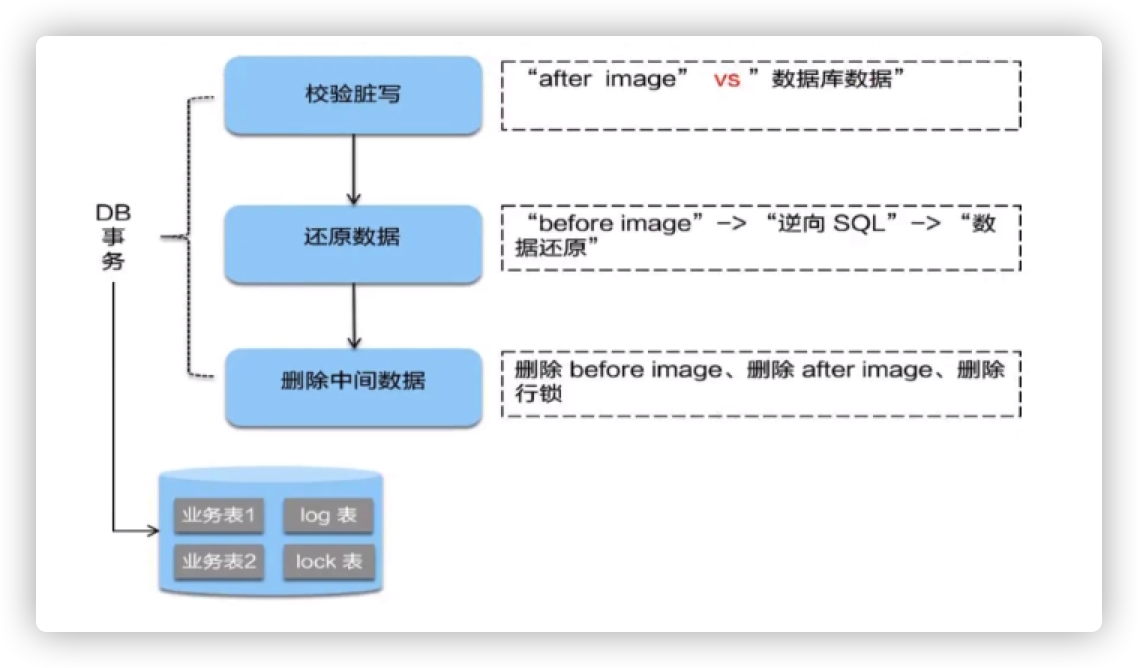 校验脏写
“after image” vs ”数据库数据”
DB
事
务
还原数据
“before image”–> “逆向 SQL”–> “数
据还原”
删除中间数据
删除 before image、删除 after image、删除
行锁
业务表1
log 表
业务表2
lock 表